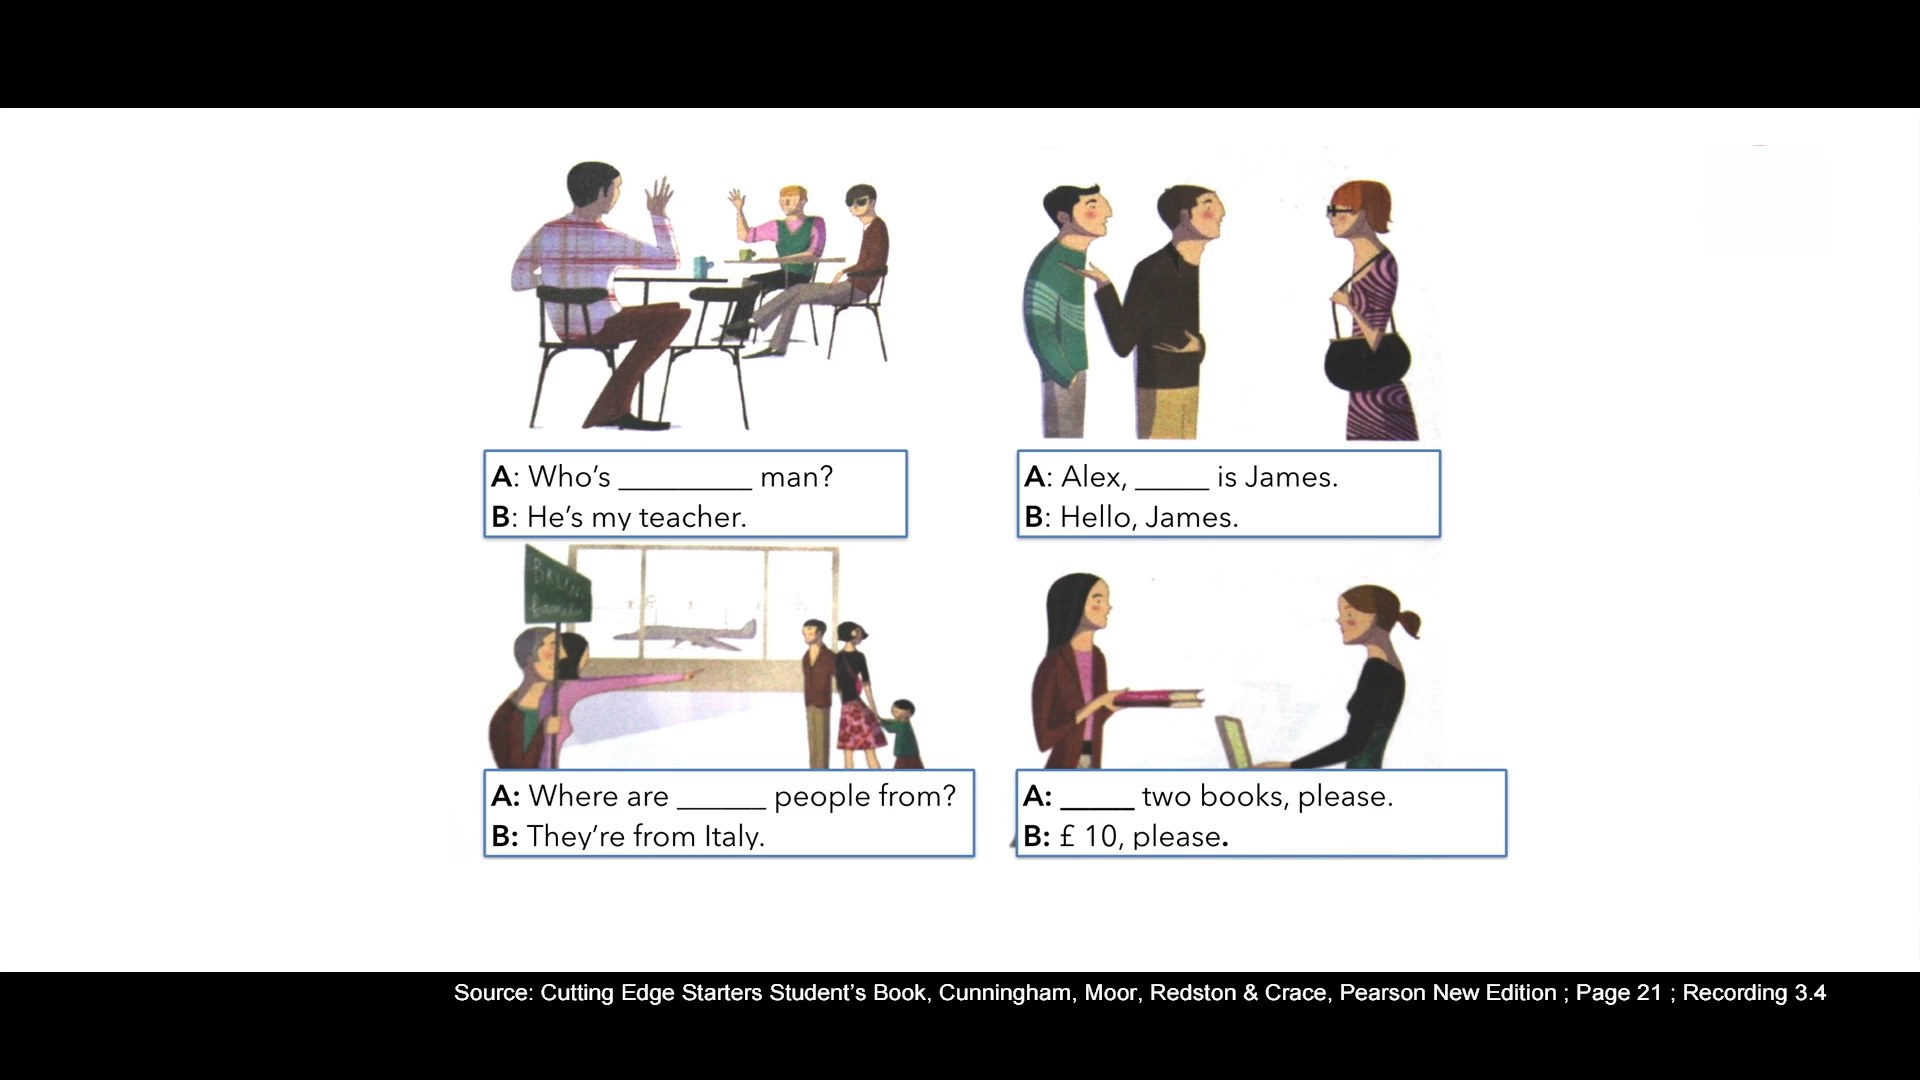 A: Who’s _________ man?
B: He’s my teacher.
A: Alex, _____ is James.
B: Hello, James.
A: Where are ______ people from?
B: They’re from Italy.
A: _____ two books, please.
B: £ 10, please.
Source: Cutting Edge Starters Student’s Book, Cunningham, Moor, Redston & Crace, Pearson New Edition ; Page 21 ; Recording 3.4